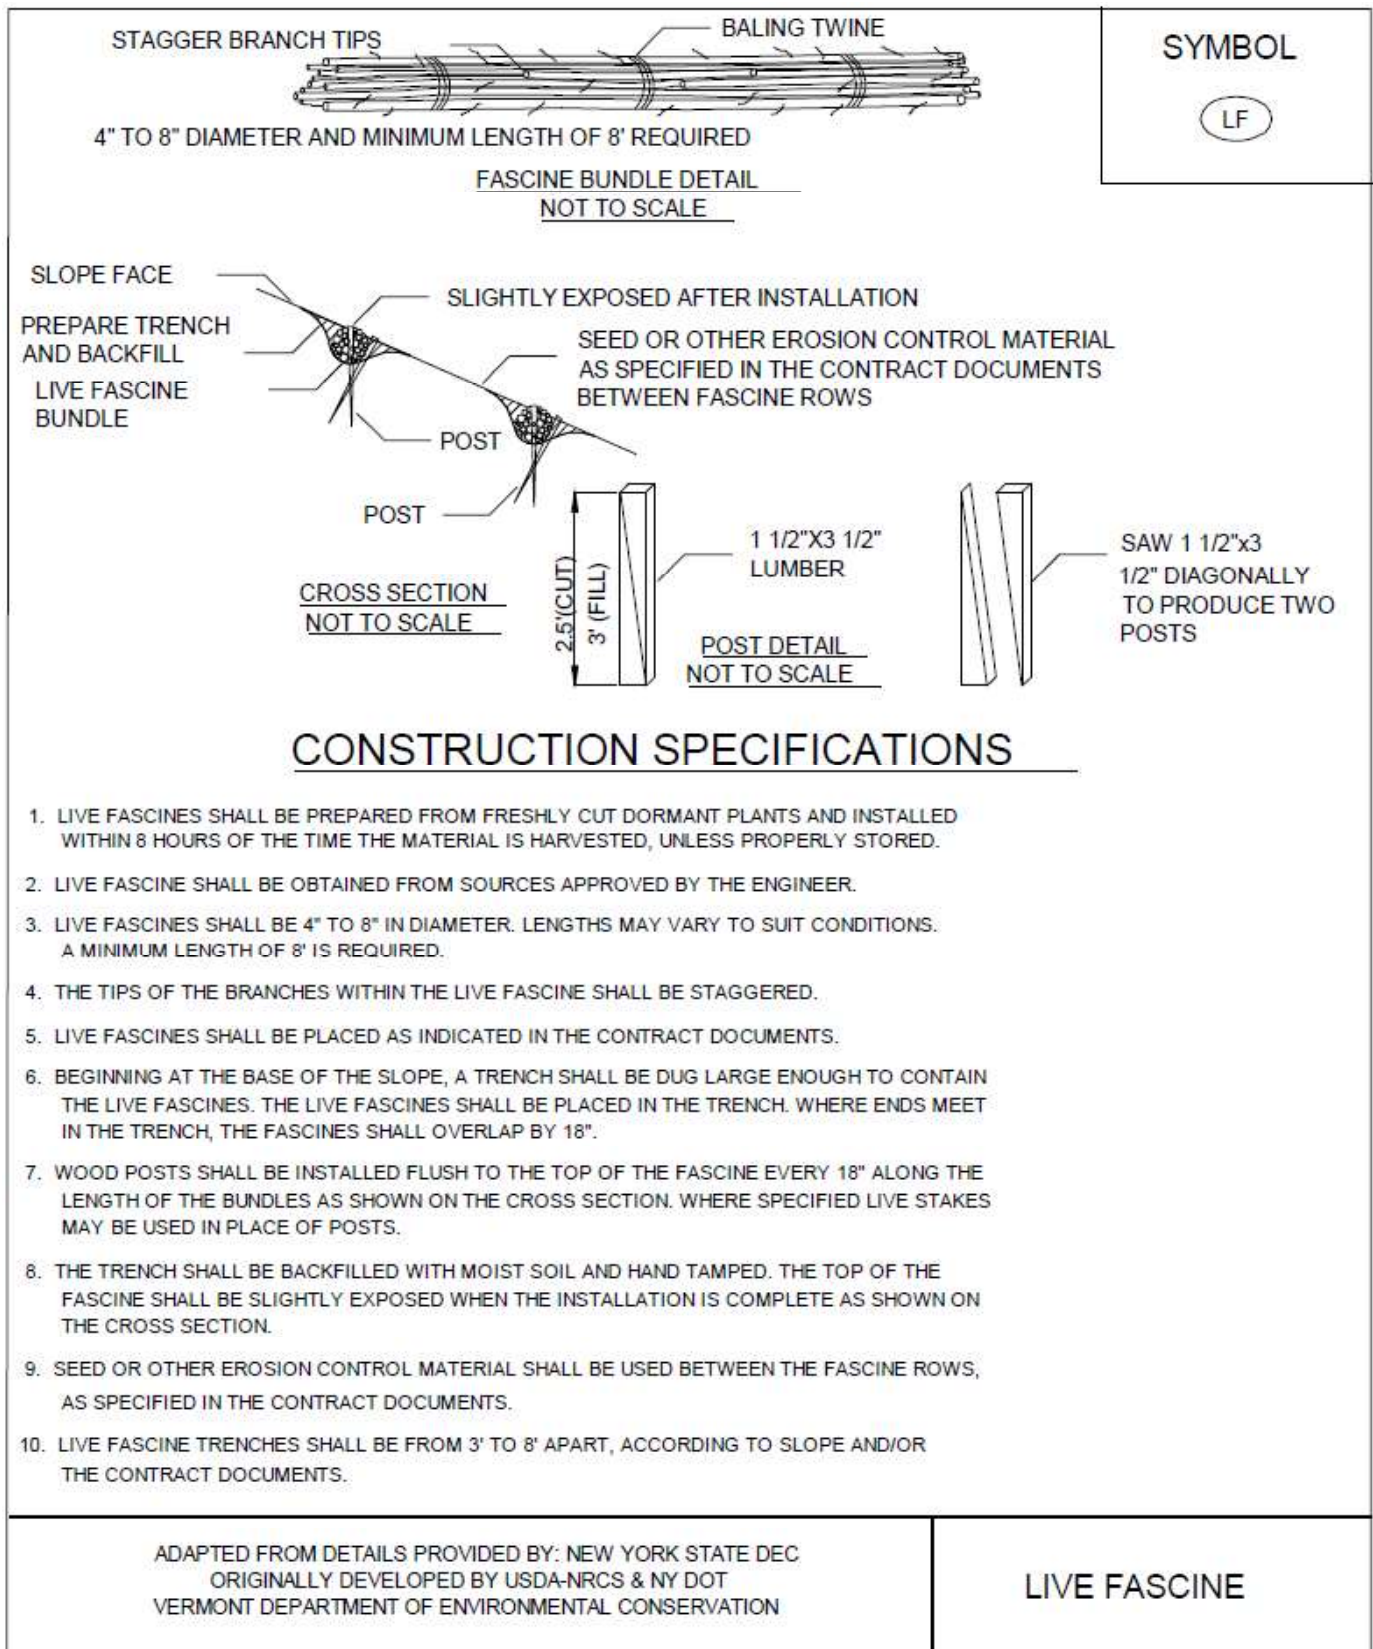 STAGGER BRANCH TIPS
BALING TWINE
4" TO 8" DIAMETER AND MINIMUM LENGTH OF 8' REQUIRED
FASCINE BUNDLE DETAIL
NOT TO SCALE
SYMBOL
LF
SLOPE FACE
SLIGHTLY EXPOSED AFTER INSTALLATION
PREPARE TRENCH
AND BACKFILL
SEED OR OTHER EROSION CONTROL MATERIAL
AS SPECIFIED IN THE CONTRACT DOCUMENTS
BETWEEN FASCINE ROWS
LIVE FASCINE
BUNDLE
POST
POST
CROSS SECTION
NOT TO SCALE
2.5'(CUT)
3' (FILL)
1 1/2"X3 1/2"
LUMBER
POST DETAIL
NOT TO SCALE
SAW 1 1/2"x3
1/2" DIAGONALLY
TO PRODUCE TWO
POSTS
CONSTRUCTION SPECIFICATIONS
1. LIVE FASCINES SHALL BE PREPARED FROM FRESHLY CUT DORMANT PLANTS AND INSTALLED
WITHIN 8 HOURS OF THE TIME THE MATERIAL IS HARVESTED, UNLESS PROPERLY STORED.
2. LIVE FASCINE SHALL BE OBTAINED FROM SOURCES APPROVED BY THE ENGINEER.
3. LIVE FASCINES SHALL BE 4" TO 8" IN DIAMETER. LENGTHS MAY VARY TO SUIT CONDITIONS.
A MINIMUM LENGTH OF 8' IS REQUIRED.
4. THE TIPS OF THE BRANCHES WITHIN THE LIVE FASCINE SHALL BE STAGGERED.
5. LIVE FASCINES SHALL BE PLACED AS INDICATED IN THE CONTRACT DOCUMENTS.
6. BEGINNING AT THE BASE OF THE SLOPE, A TRENCH SHALL BE DUG LARGE ENOUGH TO CONTAIN
THE LIVE FASCINES. THE LIVE FASCINES SHALL BE PLACED IN THE TRENCH. WHERE ENDS MEET
IN THE TRENCH, THE FASCINES SHALL OVERLAP BY 18".
7. WOOD POSTS SHALL BE INSTALLED FLUSH TO THE TOP OF THE FASCINE EVERY 18" ALONG THE
LENGTH OF THE BUNDLES AS SHOWN ON THE CROSS SECTION. WHERE SPECIFIED LIVE STAKES
MAY BE USED IN PLACE OF POSTS.
8. THE TRENCH SHALL BE BACKFILLED WITH MOIST SOIL AND HAND TAMPED. THE TOP OF THE
FASCINE SHALL BE SLIGHTLY EXPOSED WHEN THE INSTALLATION IS COMPLETE AS SHOWN ON
THE CROSS SECTION.
9. SEED OR OTHER EROSION CONTROL MATERIAL SHALL BE USED BETWEEN THE FASCINE ROWS,
AS SPECIFIED IN THE CONTRACT DOCUMENTS.
10. LIVE FASCINE TRENCHES SHALL BE FROM 3' TO 8' APART, ACCORDING TO SLOPE AND/OR
THE CONTRACT DOCUMENTS.
ADAPTED FROM DETAILS PROVIDED BY: NEW YORK STATE DEC
ORIGINALLY DEVELOPED BY USDA-NRCS & NY DOT
VERMONT DEPARTMENT OF ENVIRONMENTAL CONSERVATION
LIVE FASCINE